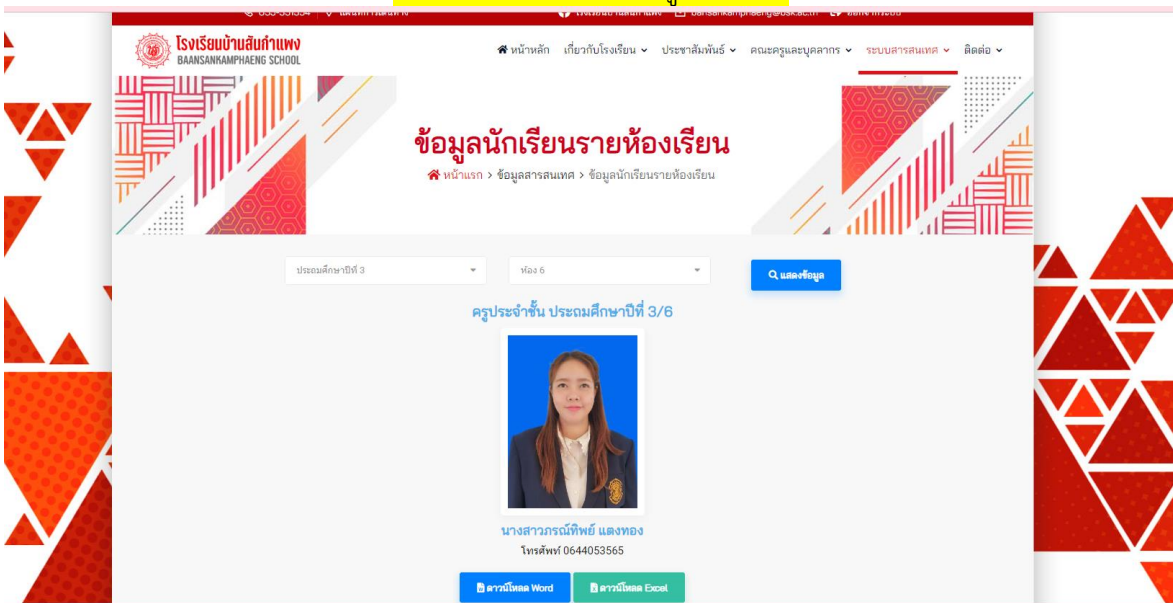 โรงเรียนบ้านสันกำแพง
BAANSANKAMPHAENG SCHOOL
หน้าหลัก เกี่ยวกับโรงเรียน ประชาสัมพันธ์ คณะครูและบุคลากร ระบบสารสนเทศ ติดต่อ
ข้อมูลนักเรียนรายห้องเรียน
หน้าแรก > ข้อมูลสารสนเทศ > ข้อมูลนักเรียนรายห้องเรียน
ประถมศึกษาปีที่ 3 ห้อง 6 แสดงข้อมูล
ครูประจำชั้น ประถมศึกษาปีที่ 3/6
นางสาวภรณ์ทิพย์ แตงทอง
โทรศัพท์ 0644053565
ดาวน์โหลด Word ดาวน์โหลด Excel